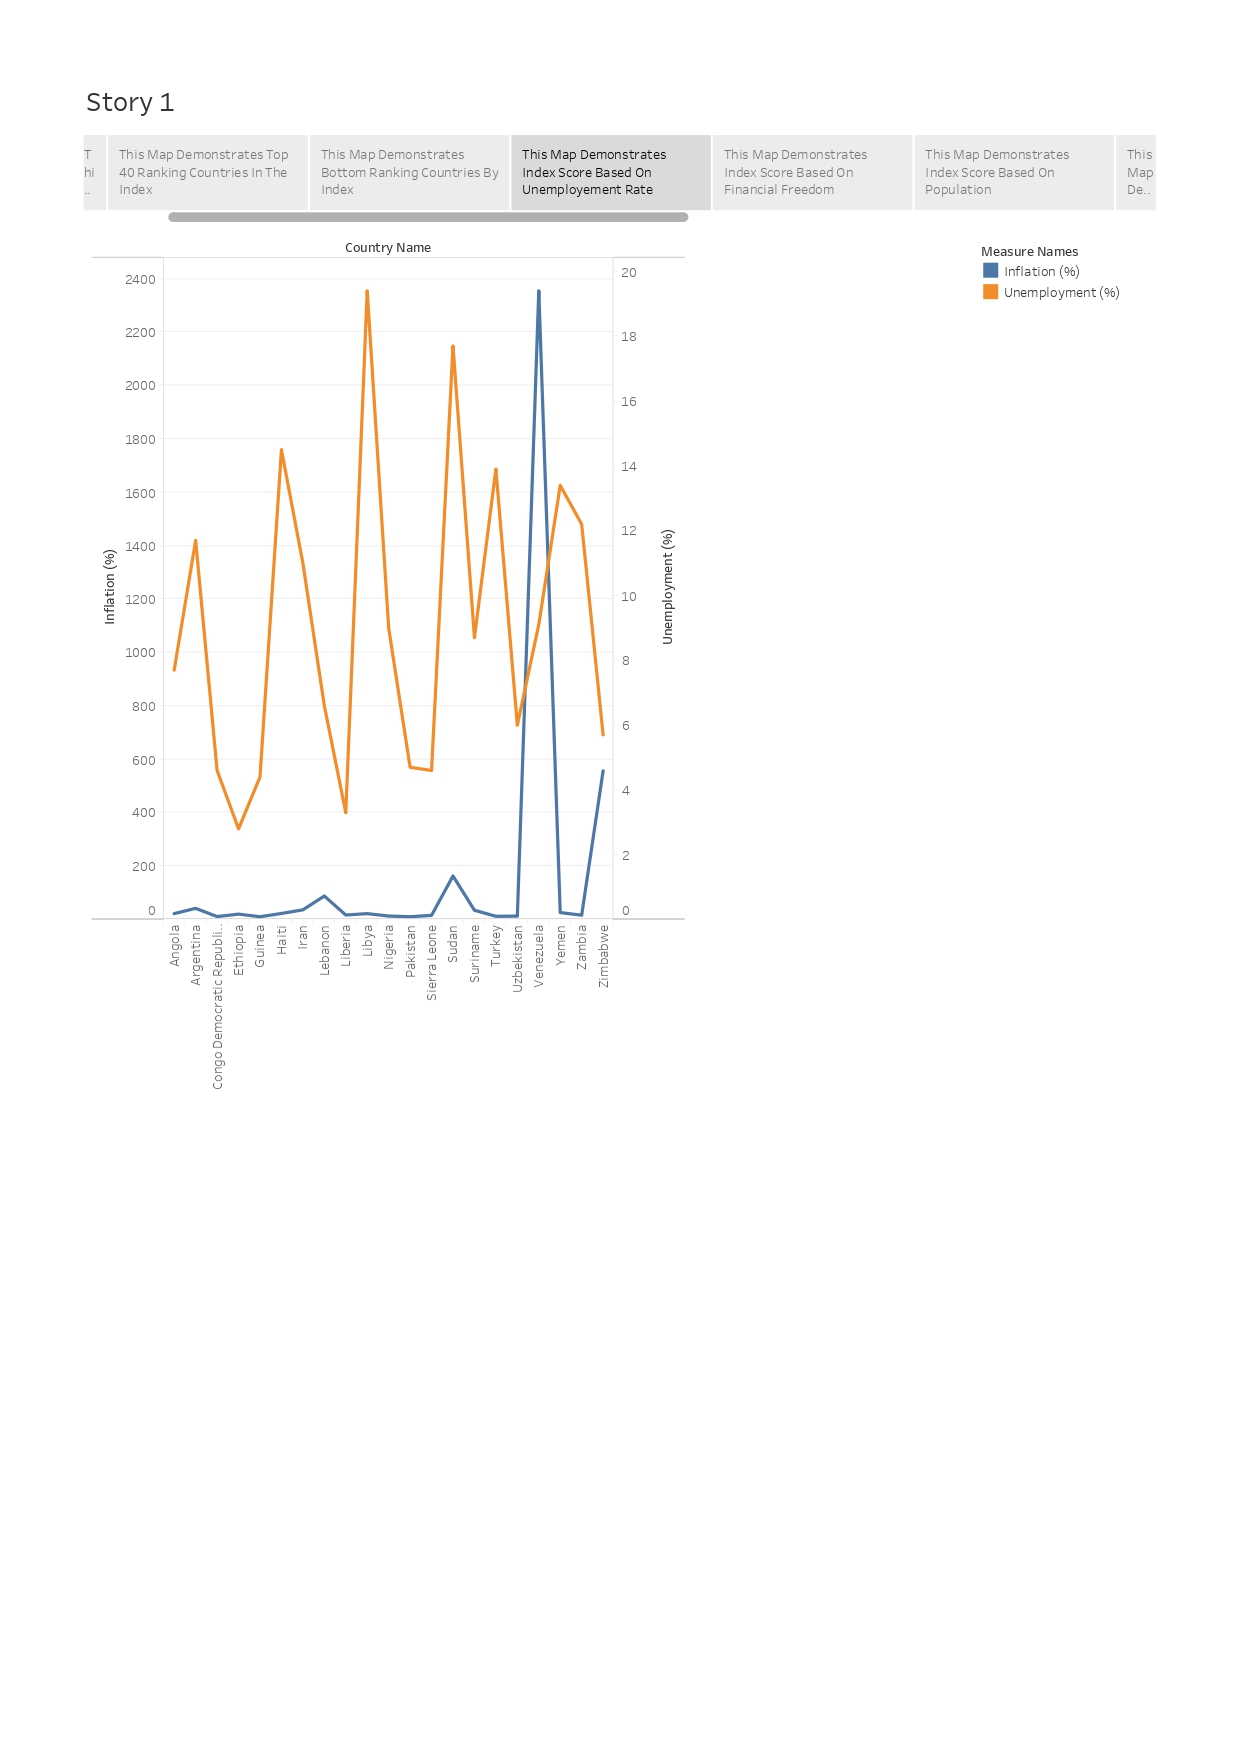 Story 1
T
hi
..
This Map Demonstrates Top
40 Ranking Countries In The
Index
This Map Demonstrates
Bottom Ranking Countries By
Index
This Map Demonstrates
Index Score Based On
Unemployement Rate
This Map Demonstrates
Index Score Based On
Financial Freedom
This Map Demonstrates
Index Score Based On
Population
This
Map
De..
Country Name
2400
2200
2000
1800
1600
1400
1200
1000
800
600
400
200
0
Inflation (%)
20
18
16
14
12
10
8
6
4
2
0
Unemployment (%)
Angola
Argentina
Congo Democratic Republi..
Ethiopia
Guinea
Haiti
Iran
Lebanon
Liberia
Libya
Nigeria
Pakistan
Sierra Leone
Sudan
Suriname
Turkey
Uzbekistan
Venezuela
Yemen
Zambia
Zimbabwe
Measure Names
Inflation (%)
Unemployment (%)